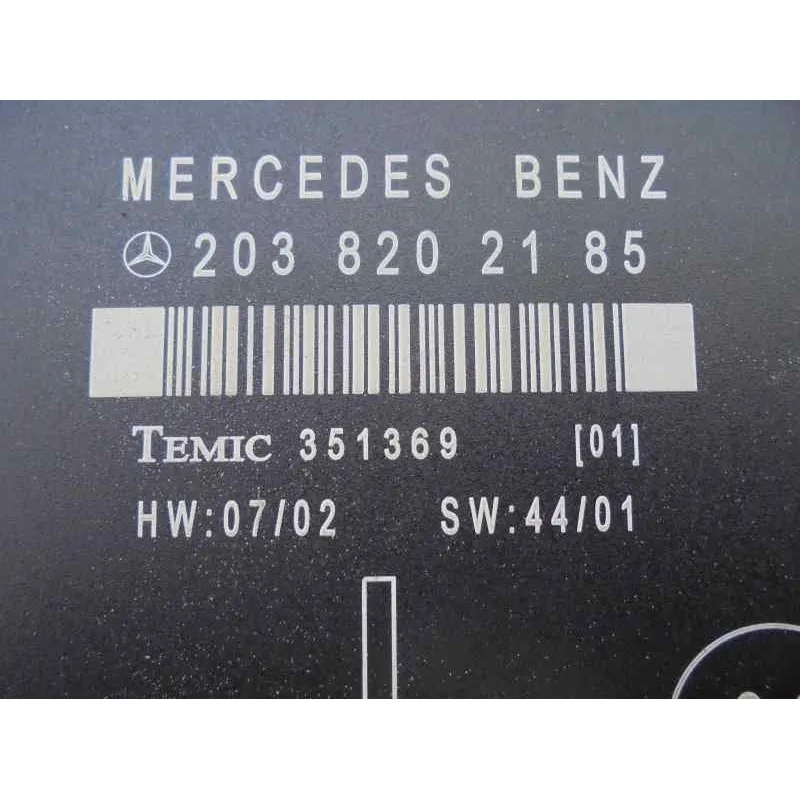 MERCEDES BENZ
203 820 21 85
TEMIC 351369 [01]
HW:07/02 SW:44/01